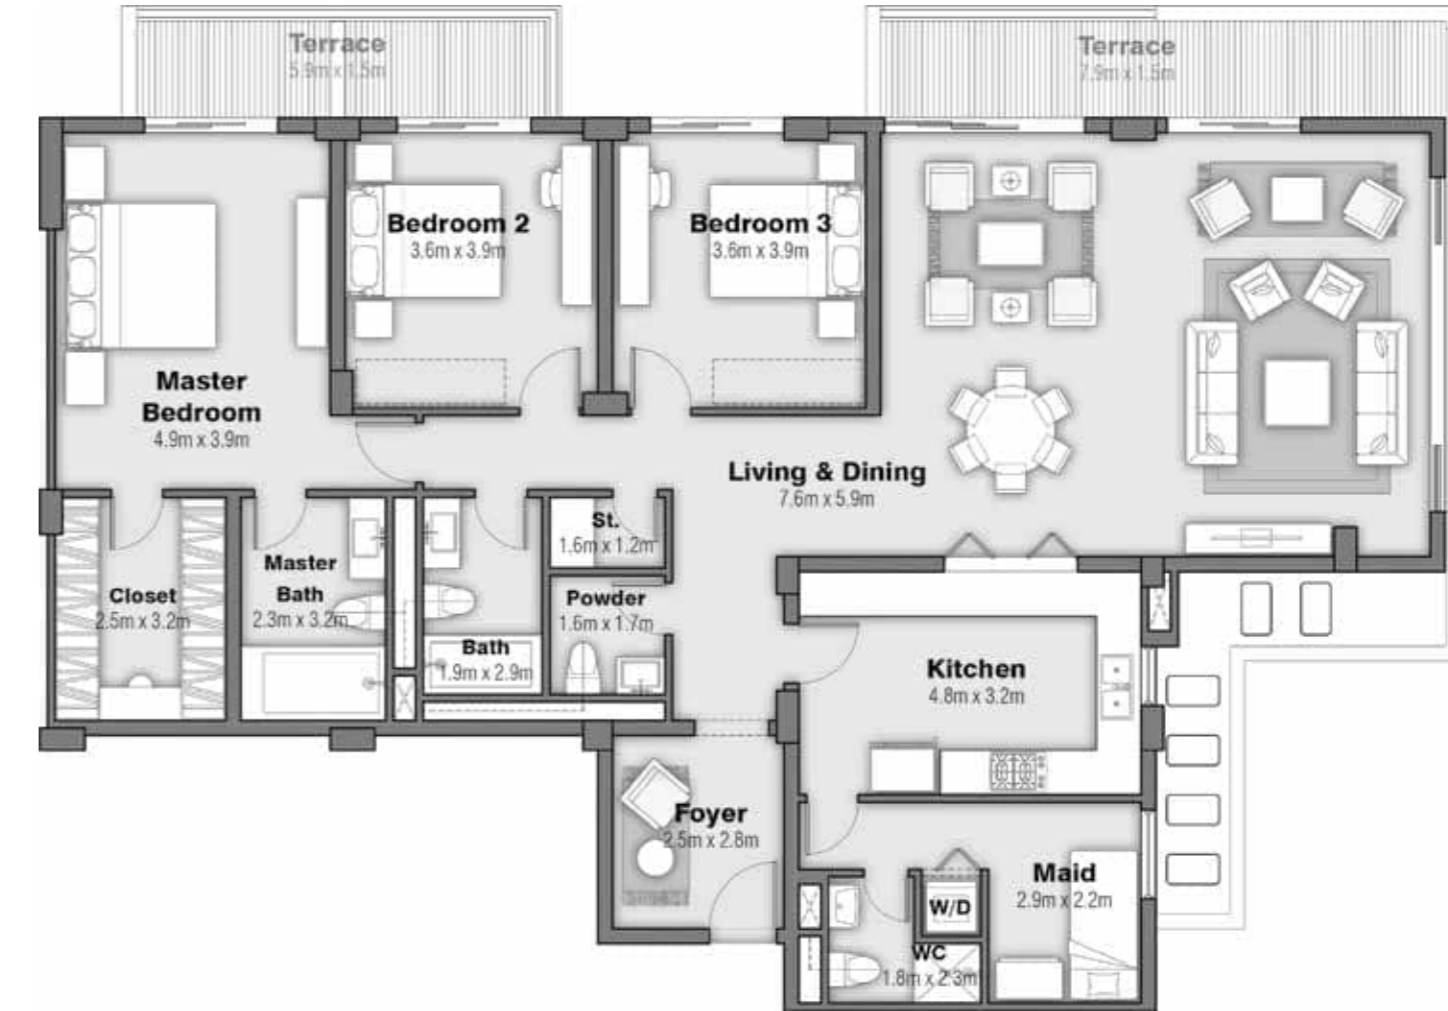 Terrace
5.9m x 1.5m
Terrace
7.9m x 1.5m
Bedroom 2
3.6m x 3.9m
Bedroom 3
3.6m x 3.9m
Master
Bedroom
4.9m x 3.9m
Living & Dining
7.6m x 5.9m
St.
1.6m x 1.2m
Master
Bath
2.3m x 3.2m
Closet
2.5m x 3.2m
Powder
1.6m x 1.7m
Bath
1.9m x 2.9m
Kitchen
4.8m x 3.2m
Foyer
2.5m x 2.8m
Maid
2.9m x 2.2m
W/D
WC
1.8m x 2.3m